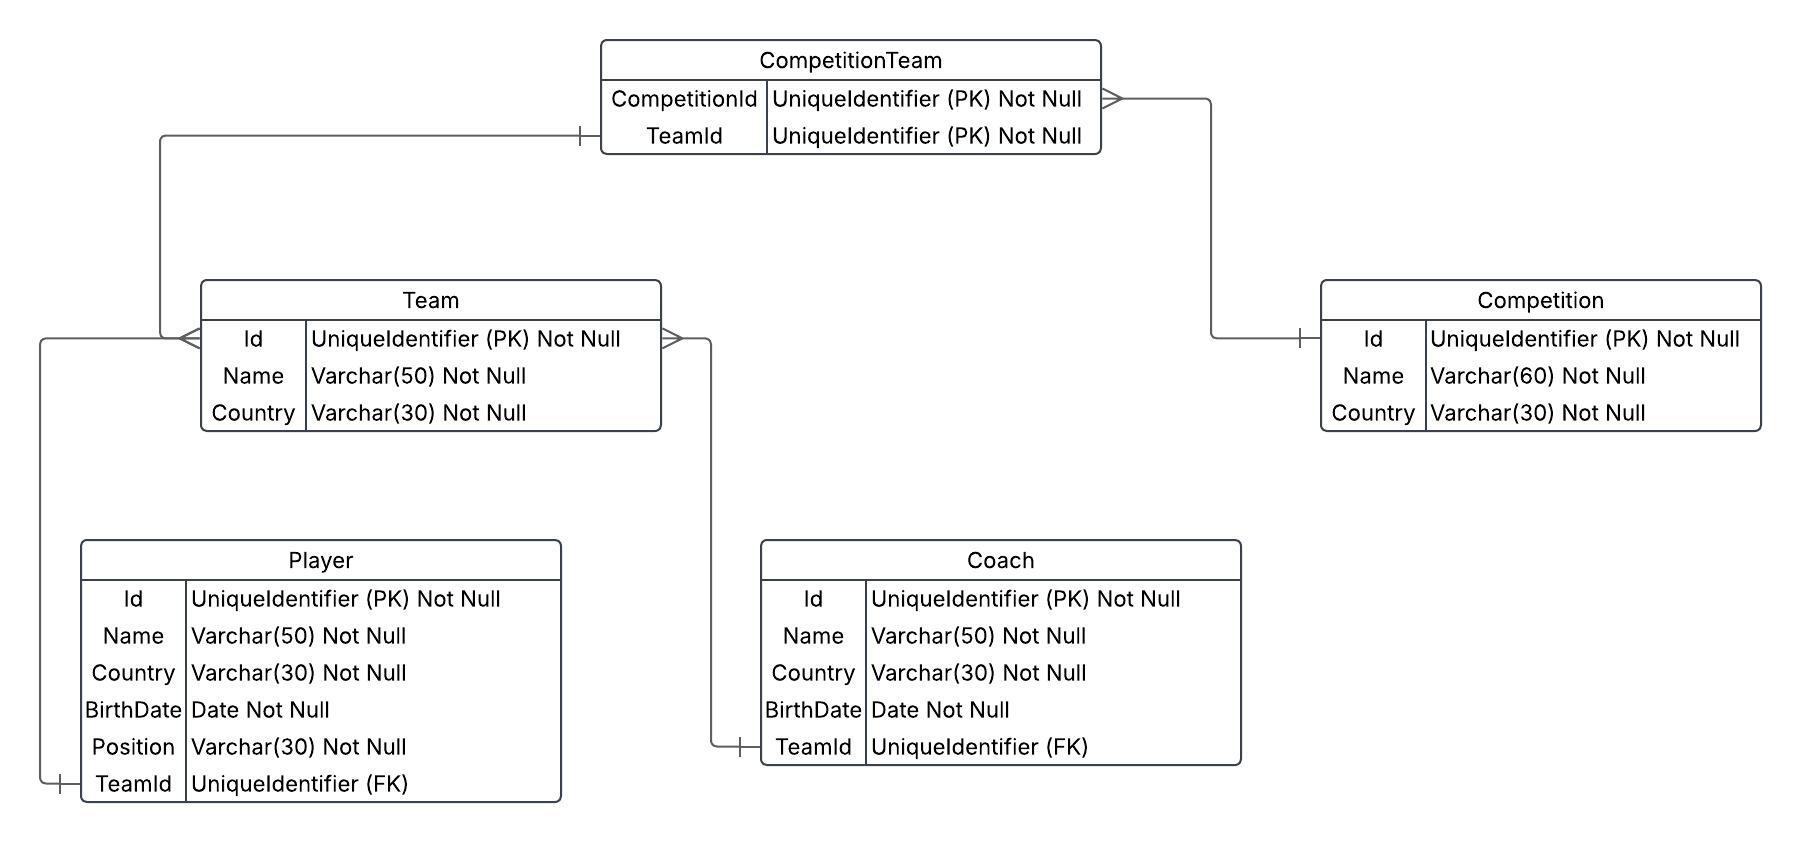 CompetitionTeam
CompetitionId UniqueIdentifier (PK) Not Null
TeamId UniqueIdentifier (PK) Not Null
Team
Id UniqueIdentifier (PK) Not Null
Name Varchar(50) Not Null
Country Varchar(30) Not Null
Competition
Id UniqueIdentifier (PK) Not Null
Name Varchar(60) Not Null
Country Varchar(30) Not Null
Player
Id UniqueIdentifier (PK) Not Null
Name Varchar(50) Not Null
Country Varchar(30) Not Null
BirthDate Date Not Null
Position Varchar(30) Not Null
TeamId UniqueIdentifier (FK)
Coach
Id UniqueIdentifier (PK) Not Null
Name Varchar(50) Not Null
Country Varchar(30) Not Null
BirthDate Date Not Null
TeamId UniqueIdentifier (FK)